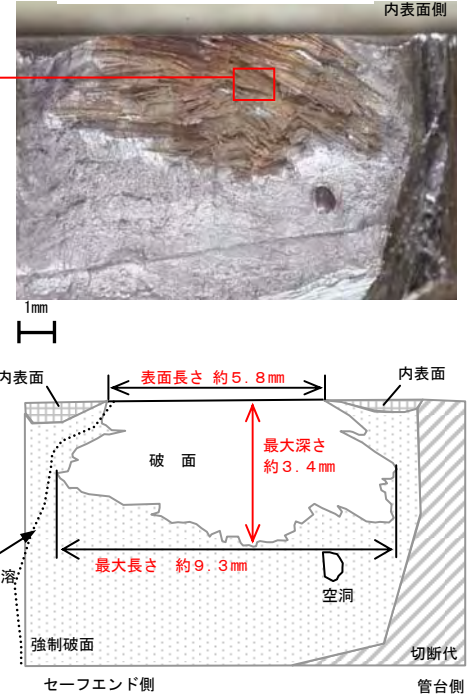 内表面側
1mm
内表面
表面長さ 約5.8㎜
内表面
破 面
最大深さ
約3.4㎜
最大長さ 約9.3㎜
溶
空洞
強制破面
切断代
セーフエンド側
管台側